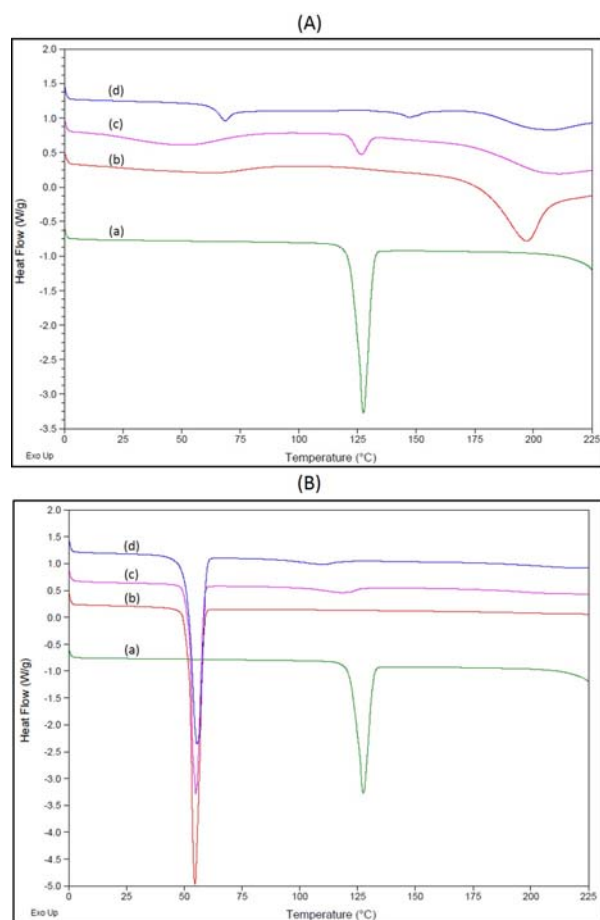 (A)
2.0
1.5
1.0
0.5
0.0
-0.5
-1.0
-1.5
-2.0
-2.5
-3.0
-3.5
Heat Flow (W/g)
(d)
(c)
(b)
(a)
0 25 50 75 100 125 150 175 200 225
Exo Up
Temperature (°C)
(B)
2.0
1.5
1.0
0.5
0.0
-0.5
-1.0
-1.5
-2.0
-2.5
-3.0
-3.5
-4.0
-4.5
-5.0
Heat Flow (W/g)
(d)
(c)
(b)
(a)
0 25 50 75 100 125 150 175 200 225
Exo Up
Temperature (°C)